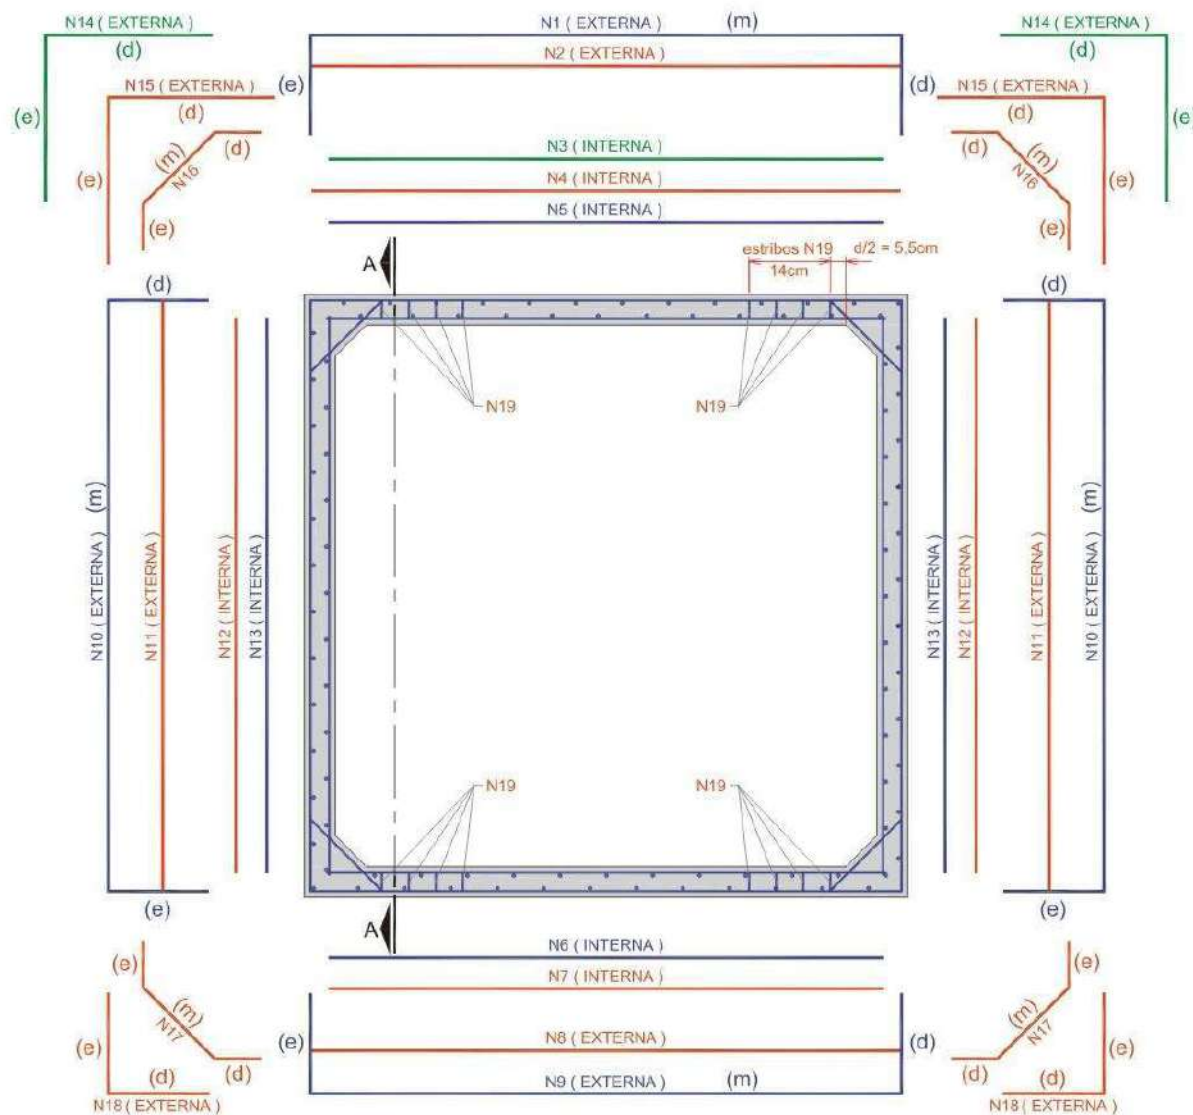 N14 ( EXTERNA )
N1 ( EXTERNA )
(m)
N14 ( EXTERNA )
(d)
(d)
N2 ( EXTERNA )
N15 ( EXTERNA )
(e)
(d)
N15 ( EXTERNA )
(d)
(d)
(e)
(e)
(m)
N16
(d)
(d)
(m)
N16
N3 ( INTERNA )
(e)
N4 ( INTERNA )
(e)
(e)
(e)
N5 ( INTERNA )
A
estribos N19
d/2 = 5,5cm
14cm
(d)
(d)
N19
N19
N10 ( EXTERNA )
(m)
N11 ( EXTERNA )
N12 ( INTERNA )
N13 ( INTERNA )
N13 ( INTERNA )
N12 ( INTERNA )
N11 ( EXTERNA )
N10 ( EXTERNA )
(m)
N19
N19
(e)
(e)
A
N6 ( INTERNA )
(e)
(e)
N7 ( INTERNA )
(m)
N17
(m)
N17
(e)
(e)
N8 ( EXTERNA )
(d)
(e)
(d)
(d)
(d)
(d)
N9 ( EXTERNA )
(m)
N18 (EXTERNA)
N18 (EXTERNA)